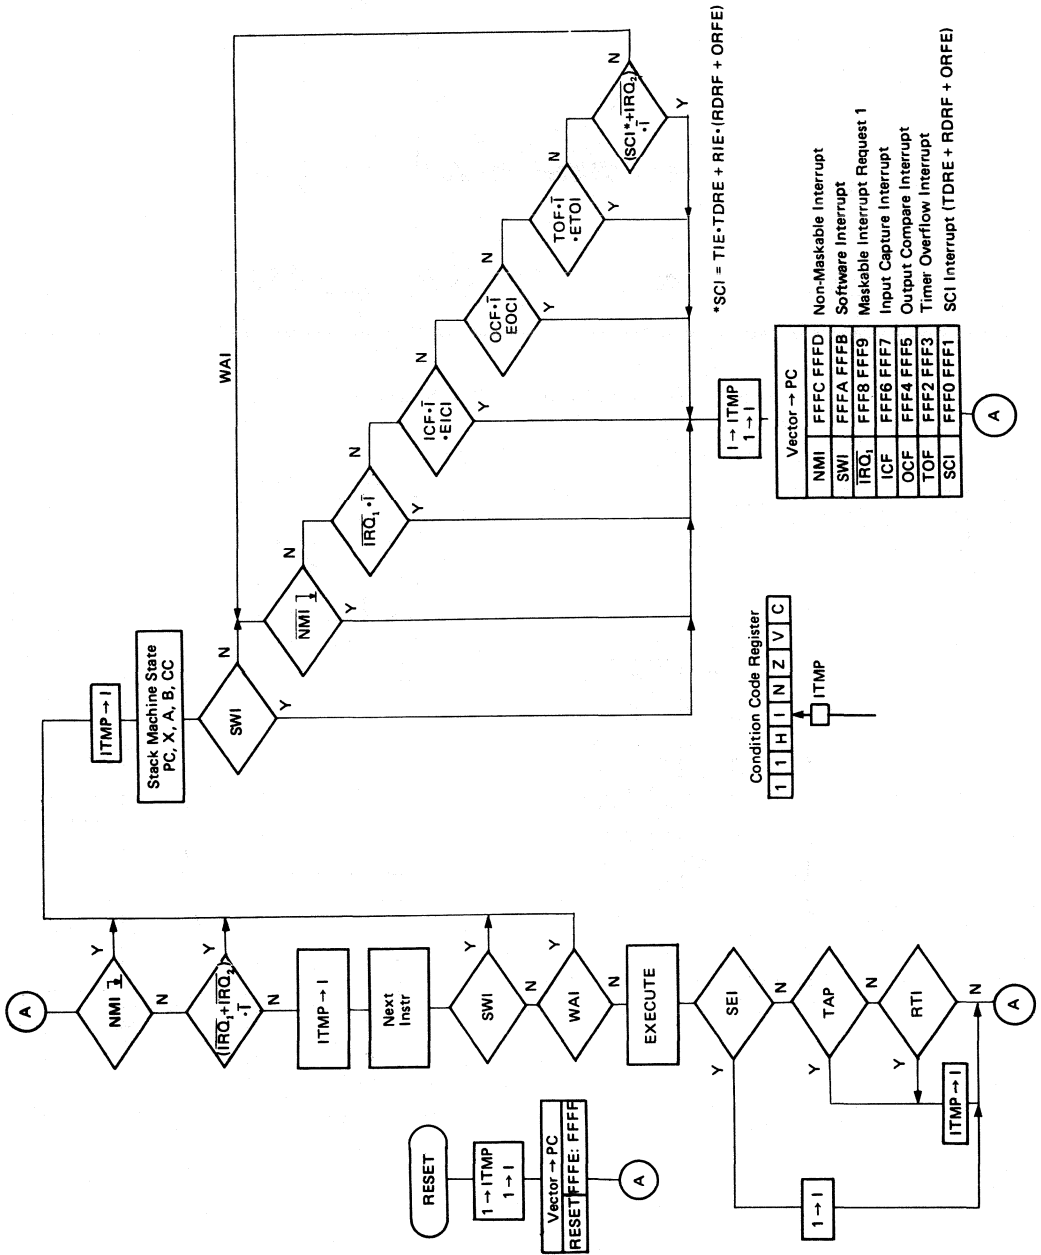 RESET
1 → ITMP
1 → I
Vector → PC
RESET FFFE: FFFF
A
A
NMI
Y
N
(IRQ₁+IRQ₂)
·I̅
Y
N
ITMP → I
Next
Instr
SWI
Y
N
WAI
Y
N
EXECUTE
SEI
Y
N
TAP
Y
N
RTI
Y
N
1 → I
ITMP → I
A
ITMP → I
Stack Machine State
PC, X, A, B, CC
SWI
N
Y
WAI
N̅M̅I̅
N
Y
I̅R̅Q̅₁·I̅
N
Y
ICF·I̅
·EICI
N
Y
OCF·I̅
EOCI
N
Y
TOF·I̅
·ETOI
N
Y
(SCI*+I̅R̅Q̅₂)
·I̅
N
Y
*SCI = TIE·TDRE + RIE·(RDRF + ORFE)
I → ITMP
1 → I
Vector → PC
NMI FFFC FFFD Non-Maskable Interrupt
SWI FFFA FFFB Software Interrupt
I̅R̅Q̅₁ FFF8 FFF9 Maskable Interrupt Request 1
ICF FFF6 FFF7 Input Capture Interrupt
OCF FFF4 FFF5 Output Compare Interrupt
TOF FFF2 FFF3 Timer Overflow Interrupt
SCI FFF0 FFF1 SCI Interrupt (TDRE + RDRF + ORFE)
A
Condition Code Register
1 1 H I N Z V C
ITMP